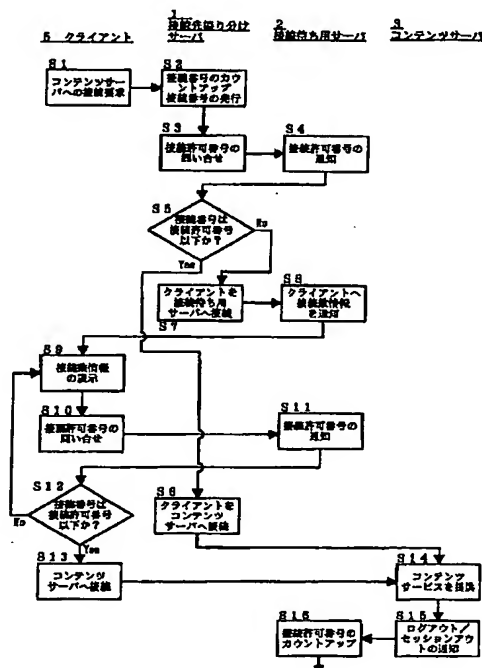 1
接続先振り分け
サーバ
2
接続待ち用サーバ
3
コンテンツサーバ
5 クライアント
S1
コンテンツサー
バへの接続要求
S2
接続番号のカウ
ントアップ
接続番号の発行
S3
接続許可番号の
問い合せ
S4
接続許可番号の
通知
S5
接続番号は
接続許可番号
以下か?
No
Yes
クライアントを
接続待ち用
サーバへ接続
S7
S8
クライアントへ
接続数情報
を通知
S9
接続数情報
の表示
S10
接続許可番号の
問い合せ
S11
接続許可番号の
通知
S12
接続番号は
接続許可番号
以下か?
No
Yes
S6
クライアントを
コンテンツ
サーバへ接続
S13
コンテンツ
サーバへ接続
S14
コンテンツ
サービスを提供
S15
ログアウト/
セッションアウ
トの通知
S16
接続許可番号の
カウントアップ